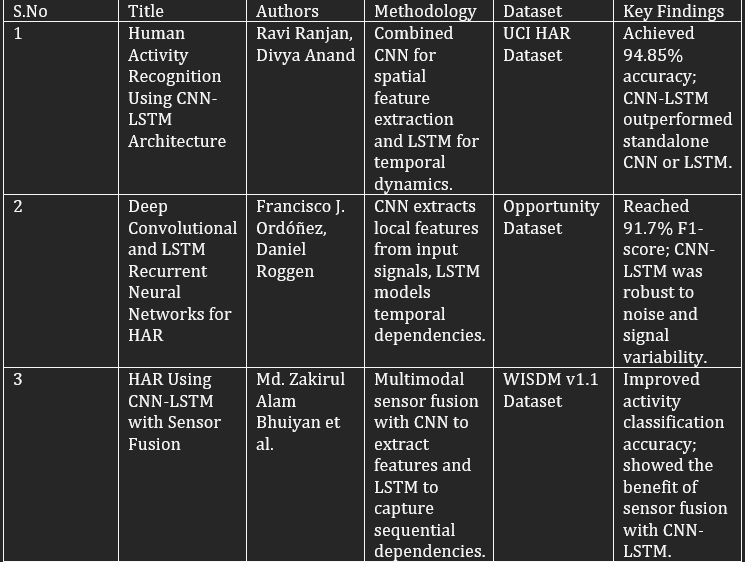 S.No Title Authors Methodology Dataset Key Findings
1
Human
Activity
Recognition
Using CNN-
LSTM
Architecture
Ravi Ranjan,
Divya Anand
Combined
CNN for
spatial
feature
extraction
and LSTM for
temporal
dynamics.
UCI HAR
Dataset
Achieved
94.85%
accuracy;
CNN-LSTM
outperformed
standalone
CNN or LSTM.
2
Deep
Convolutional
and LSTM
Recurrent
Neural
Networks for
HAR
Francisco J.
Ordóñez,
Daniel
Roggen
CNN extracts
local features
from input
signals, LSTM
models
temporal
dependencies.
Opportunity
Dataset
Reached
91.7% F1-
score; CNN-
LSTM was
robust to
noise and
signal
variability.
3
HAR Using
CNN-LSTM
with Sensor
Fusion
Md. Zakirul
Alam
Bhuiyan et
al.
Multimodal
sensor fusion
with CNN to
extract
features and
LSTM to
capture
sequential
dependencies.
WISDM v1.1
Dataset
Improved
activity
classification
accuracy;
showed the
benefit of
sensor fusion
with CNN-
LSTM.